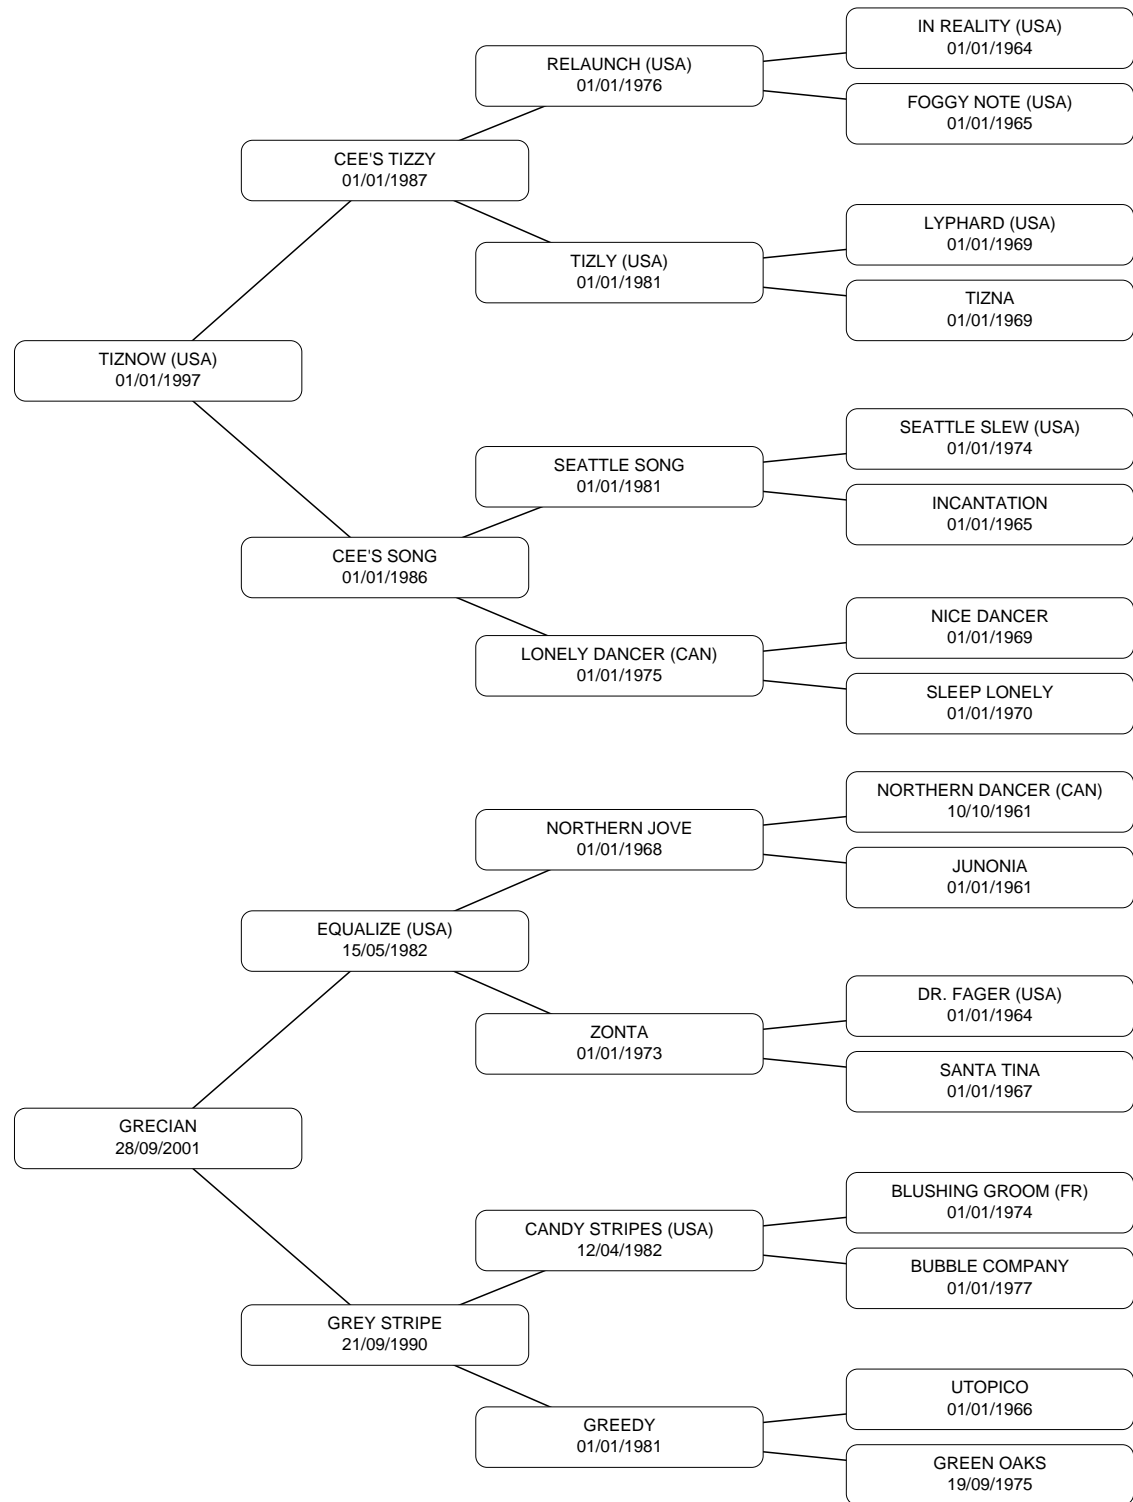 IN REALITY (USA)
01/01/1964
RELAUNCH (USA)
01/01/1976
FOGGY NOTE (USA)
01/01/1965
CEE'S TIZZY
01/01/1987
LYPHARD (USA)
01/01/1969
TIZLY (USA)
01/01/1981
TIZNA
01/01/1969
TIZNOW (USA)
01/01/1997
SEATTLE SLEW (USA)
01/01/1974
SEATTLE SONG
01/01/1981
INCANTATION
01/01/1965
CEE'S SONG
01/01/1986
NICE DANCER
01/01/1969
LONELY DANCER (CAN)
01/01/1975
SLEEP LONELY
01/01/1970
NORTHERN DANCER (CAN)
10/10/1961
NORTHERN JOVE
01/01/1968
JUNONIA
01/01/1961
EQUALIZE (USA)
15/05/1982
DR. FAGER (USA)
01/01/1964
ZONTA
01/01/1973
SANTA TINA
01/01/1967
GRECIAN
28/09/2001
BLUSHING GROOM (FR)
01/01/1974
CANDY STRIPES (USA)
12/04/1982
BUBBLE COMPANY
01/01/1977
GREY STRIPE
21/09/1990
UTOPICO
01/01/1966
GREEDY
01/01/1981
GREEN OAKS
19/09/1975